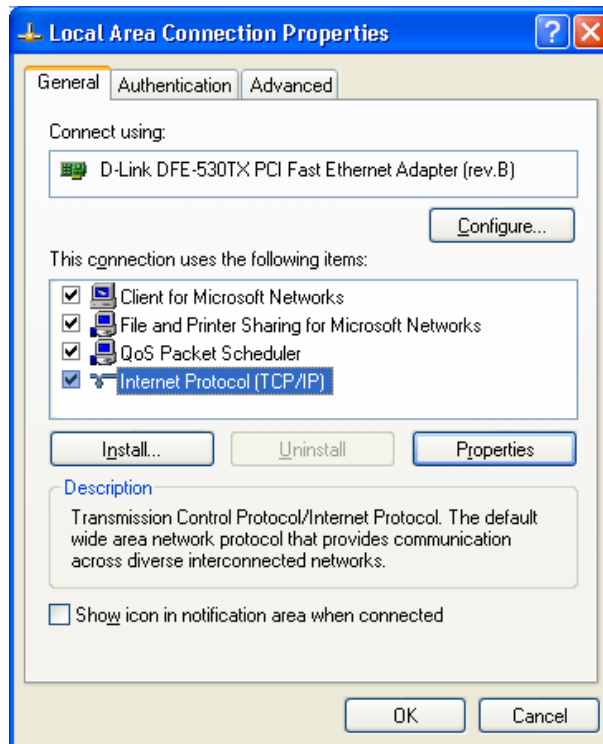 Local Area Connection Properties
General Authentication Advanced
Connect using:
D-Link DFE-530TX PCI Fast Ethernet Adapter (rev.B)
Configure...
This connection uses the following items:
Client for Microsoft Networks
File and Printer Sharing for Microsoft Networks
QoS Packet Scheduler
Internet Protocol (TCP/IP)
Install... Uninstall Properties
Description
Transmission Control Protocol/Internet Protocol. The default
wide area network protocol that provides communication
across diverse interconnected networks.
Show icon in notification area when connected
OK Cancel